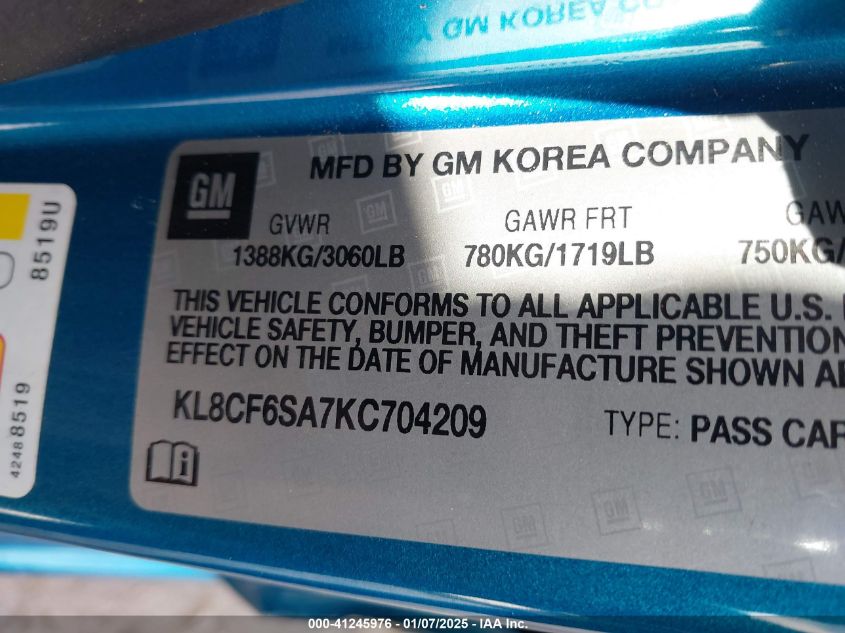 GM KOREA COM
MFD BY GM KOREA COMPANY
GM
GVWR GAWR FRT
1388KG/3060LB 780KG/1719LB 750KG/
THIS VEHICLE CONFORMS TO ALL APPLICABLE U.S.
VEHICLE SAFETY, BUMPER, AND THEFT PREVENTION
EFFECT ON THE DATE OF MANUFACTURE SHOWN
KL8CF6SA7KC704209 TYPE: PASS CAR
8519U
42488519
000-41245976 - 01/07/2025 - IAA Inc.